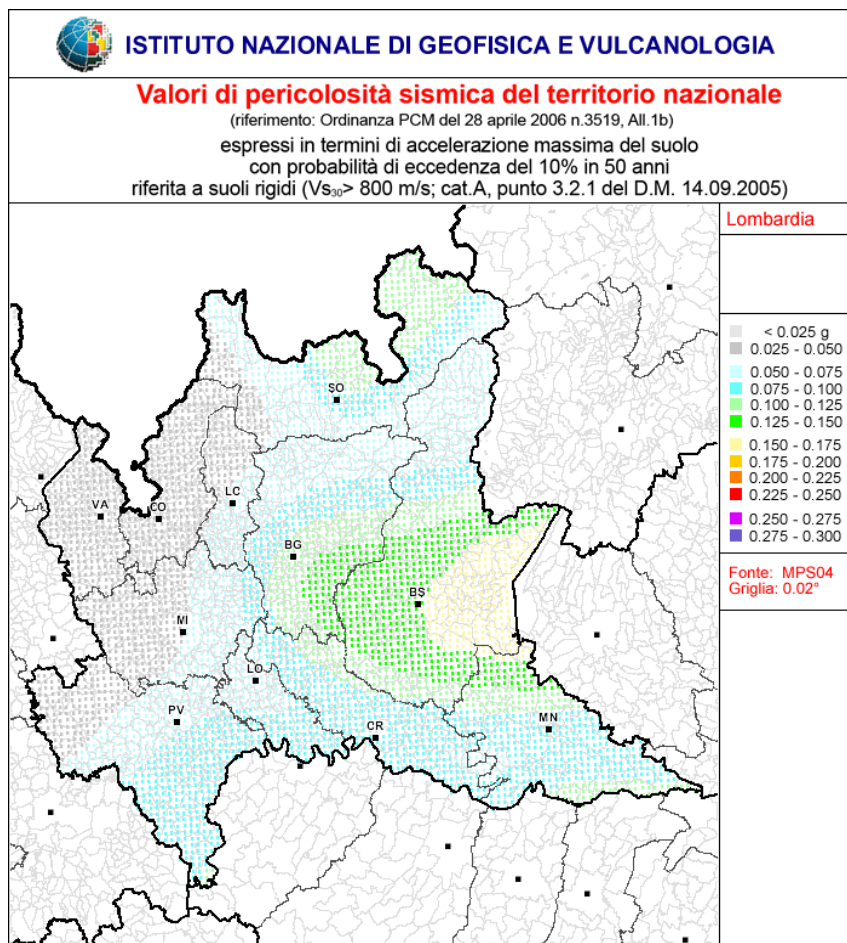 ISTITUTO NAZIONALE DI GEOFISICA E VULCANOLOGIA
Valori di pericolosità sismica del territorio nazionale
(riferimento: Ordinanza PCM del 28 aprile 2006 n.3519, All.1b)
espressi in termini di accelerazione massima del suolo
con probabilità di eccedenza del 10% in 50 anni
riferita a suoli rigidi (Vs₃₀> 800 m/s; cat.A, punto 3.2.1 del D.M. 14.09.2005)
Lombardia
< 0.025 g
0.025 - 0.050
0.050 - 0.075
0.075 - 0.100
0.100 - 0.125
0.125 - 0.150
0.150 - 0.175
0.175 - 0.200
0.200 - 0.225
0.225 - 0.250
0.250 - 0.275
0.275 - 0.300
Fonte: MPS04
Griglia: 0.02°
SO
LC
VA
CO
BG
BS
MI
LO
PV
MN
CR